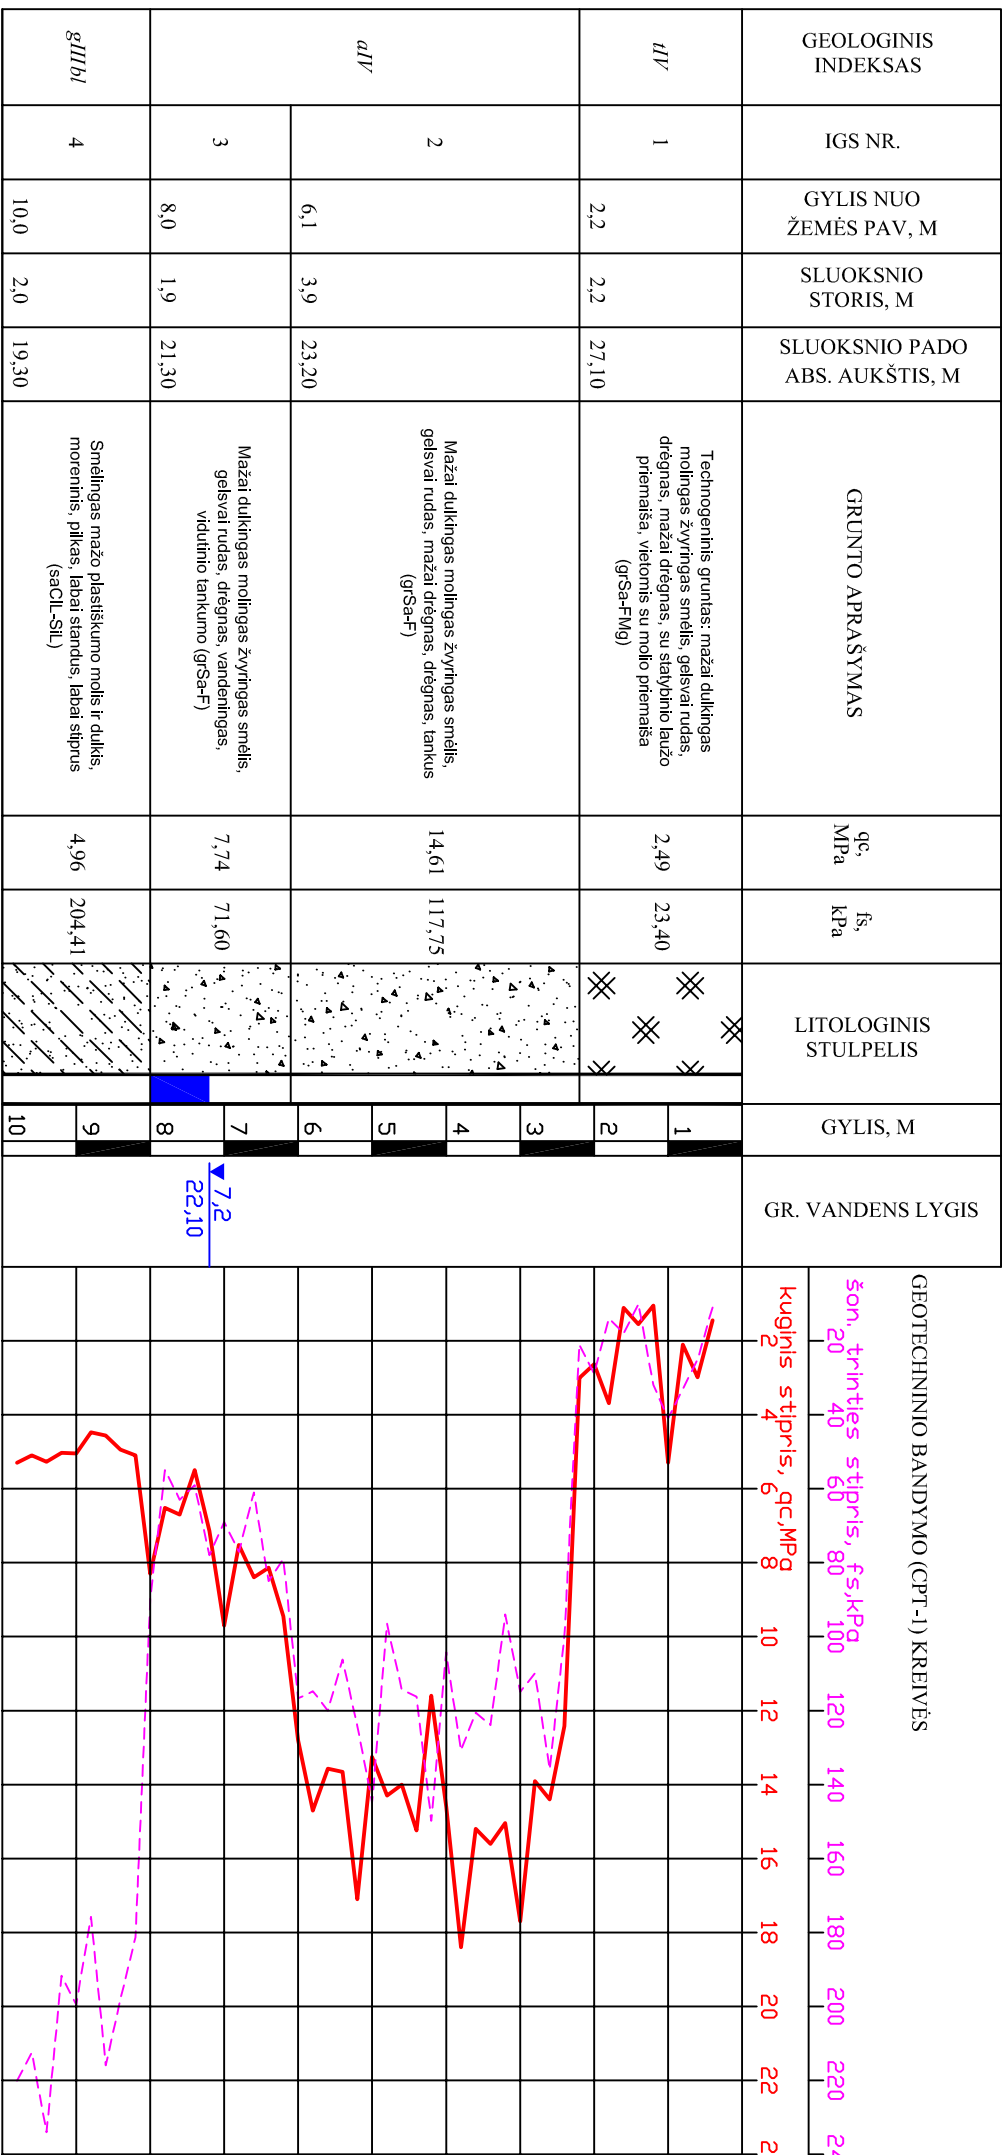 GEOLOGINIS
INDEKSAS
IGS NR.
GYLIS NUO
ŽEMĖS PAV, M
SLUOKSNIO
STORIS, M
SLUOKSNIO PADO
ABS. AUKŠTIS, M
GRUNTO APRAŠYMAS
qc,
MPa
fs,
kPa
LITOLOGINIS
STULPELIS
GYLIS, M
GR. VANDENS LYGIS
tIV
1
2,2
2,2
27,10
Technogeninis gruntas: mažai dulkingas
molingas žvyringas smėlis, gelsvai rudas,
drėgnas, mažai drėgnas, su statybinio laužo
priemaiša, vietomis su molio priemaiša
(grSa-FMg)
2,49
23,40
aIV
2
6,1
3,9
23,20
Mažai dulkingas molingas žvyringas smėlis,
gelsvai rudas, mažai drėgnas, drėgnas, tankus
(grSa-F)
14,61
117,75
3
8,0
1,9
21,30
Mažai dulkingas molingas žvyringas smėlis,
gelsvai rudas, drėgnas, vandeningas,
vidutinio tankumo (grSa-F)
7,74
71,60
gIIIbl
4
10,0
2,0
19,30
Smėlingas mažo plastiškumo molis ir dulkis,
moreninis, pilkas, labai standus, labai stiprus
(saClL-SiL)
4,96
204,41
1
2
3
4
5
6
7
8
9
10
7,2
22,10
GEOTECHNINIO BANDYMO (CPT-1) KREIVĖS
šon. trinties stipris, fs,kPa
20 40 60 80 100 120 140 160 180 200 220
kuginis stipris, qc,MPa
2 4 6 8 10 12 14 16 18 20 22